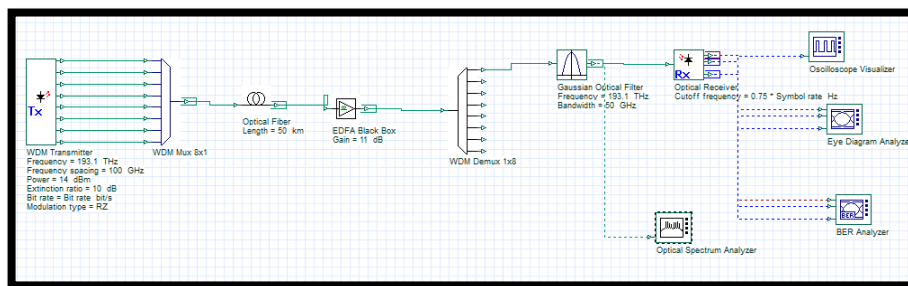 Tx
WDM Transmitter
Frequency = 193.1 THz
Frequency spacing = 100 GHz
Power = 14 dBm
Extinction ratio = 10 dB
Bit rate = Bit rate bit/s
Modulation type = RZ
WDM Mux 8x1
Optical Fiber
Length = 50 km
EDFA Black Box
Gain = 11 dB
WDM Demux 1x8
Gaussian Optical Filter
Frequency = 193.1 THz
Bandwidth = 50 GHz
Rx
Optical Receiver
Cutoff frequency = 0.75 * Symbol rate Hz
Oscilloscope Visualizer
Eye Diagram Analyzer
BER
BER Analyzer
Optical Spectrum Analyzer